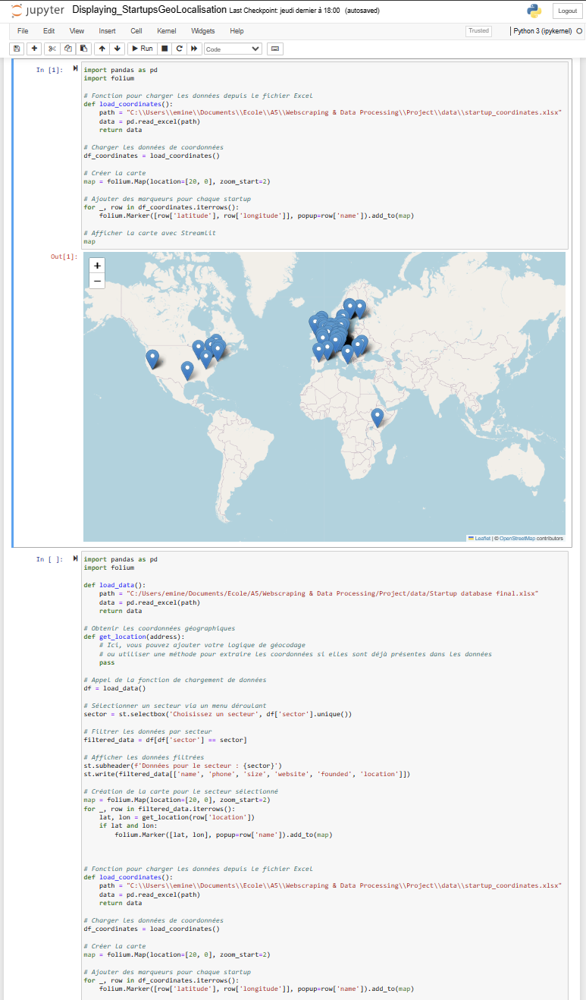 jupyter Displaying_StartupsGeoLocalisation Last Checkpoint: jeudi dernier à 18:00 (autosaved)
Logout
File Edit View Insert Cell Kernel Widgets Help
Trusted
Python 3 (ipykernel)
Run
Code
In [1]:
import pandas as pd
import folium
# Fonction pour charger les données depuis le fichier Excel
def load_coordinates():
path = "C:\\Users\\emine\\Documents\\Ecole\\A5\\Webscraping & Data Processing\\Project\\data\\startup_coordinates.xlsx"
data = pd.read_excel(path)
return data
# Charger les données de coordonnées
df_coordinates = load_coordinates()
# Créer la carte
map = folium.Map(location=[20, 0], zoom_start=2)
# Ajouter des marqueurs pour chaque startup
for _, row in df_coordinates.iterrows():
folium.Marker([row['latitude'], row['longitude']], popup=row['name']).add_to(map)
# Afficher la carte avec Streamlit
map
Out[1]:
+
−
Leaflet | © OpenStreetMap contributors
In [ ]:
import pandas as pd
import folium
def load_data():
path = "C:/Users/emine/Documents/Ecole/A5/Webscraping & Data Processing/Project/data/Startup database final.xlsx"
data = pd.read_excel(path)
return data
# Obtenir les coordonnées géographiques
def get_location(address):
# Ici, vous pouvez ajouter votre logique de géocodage
# ou utiliser une méthode pour extraire les coordonnées si elles sont déjà présentes dans les données
pass
# Appel de la fonction de chargement de données
df = load_data()
# Sélectionner un secteur via un menu déroulant
sector = st.selectbox('Choisissez un secteur', df['sector'].unique())
# Filtrer les données par secteur
filtered_data = df[df['sector'] == sector]
# Afficher les données filtrées
st.subheader(f'Données pour le secteur : {sector}')
st.write(filtered_data[['name', 'phone', 'size', 'website', 'founded', 'location']])
# Création de la carte pour le secteur sélectionné
map = folium.Map(location=[20, 0], zoom_start=2)
for _, row in filtered_data.iterrows():
lat, lon = get_location(row['location'])
if lat and lon:
folium.Marker([lat, lon], popup=row['name']).add_to(map)
# Fonction pour charger les données depuis le fichier Excel
def load_coordinates():
path = "C:\\Users\\emine\\Documents\\Ecole\\A5\\Webscraping & Data Processing\\Project\\data\\startup_coordinates.xlsx"
data = pd.read_excel(path)
return data
# Charger les données de coordonnées
df_coordinates = load_coordinates()
# Créer la carte
map = folium.Map(location=[20, 0], zoom_start=2)
# Ajouter des marqueurs pour chaque startup
for _, row in df_coordinates.iterrows():
folium.Marker([row['latitude'], row['longitude']], popup=row['name']).add_to(map)